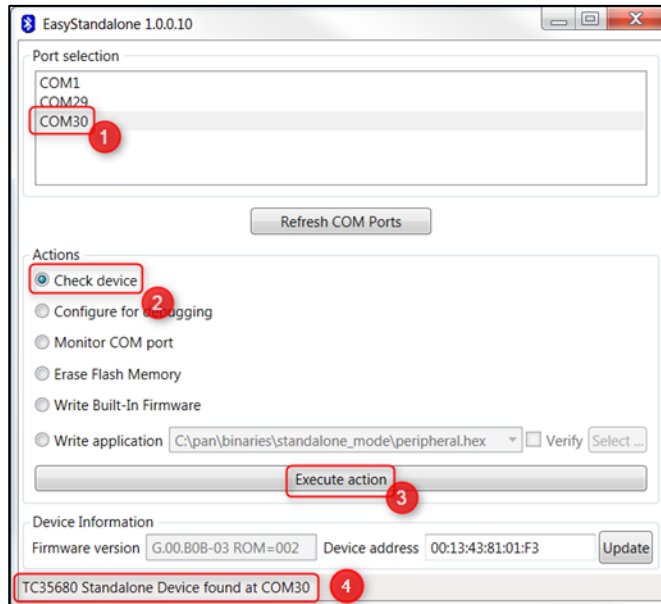 EasyStandalone 1.0.0.10
Port selection
COM1
COM29
COM30
1
Refresh COM Ports
Actions
Check device
2
Configure for debugging
Monitor COM port
Erase Flash Memory
Write Built-In Firmware
Write application C:\pan\binaries\standalone_mode\peripheral.hex Verify Select ...
Execute action
3
Device Information
Firmware version G.00.B0B-03 ROM=002 Device address 00:13:43:81:01:F3 Update
TC35680 Standalone Device found at COM30 4